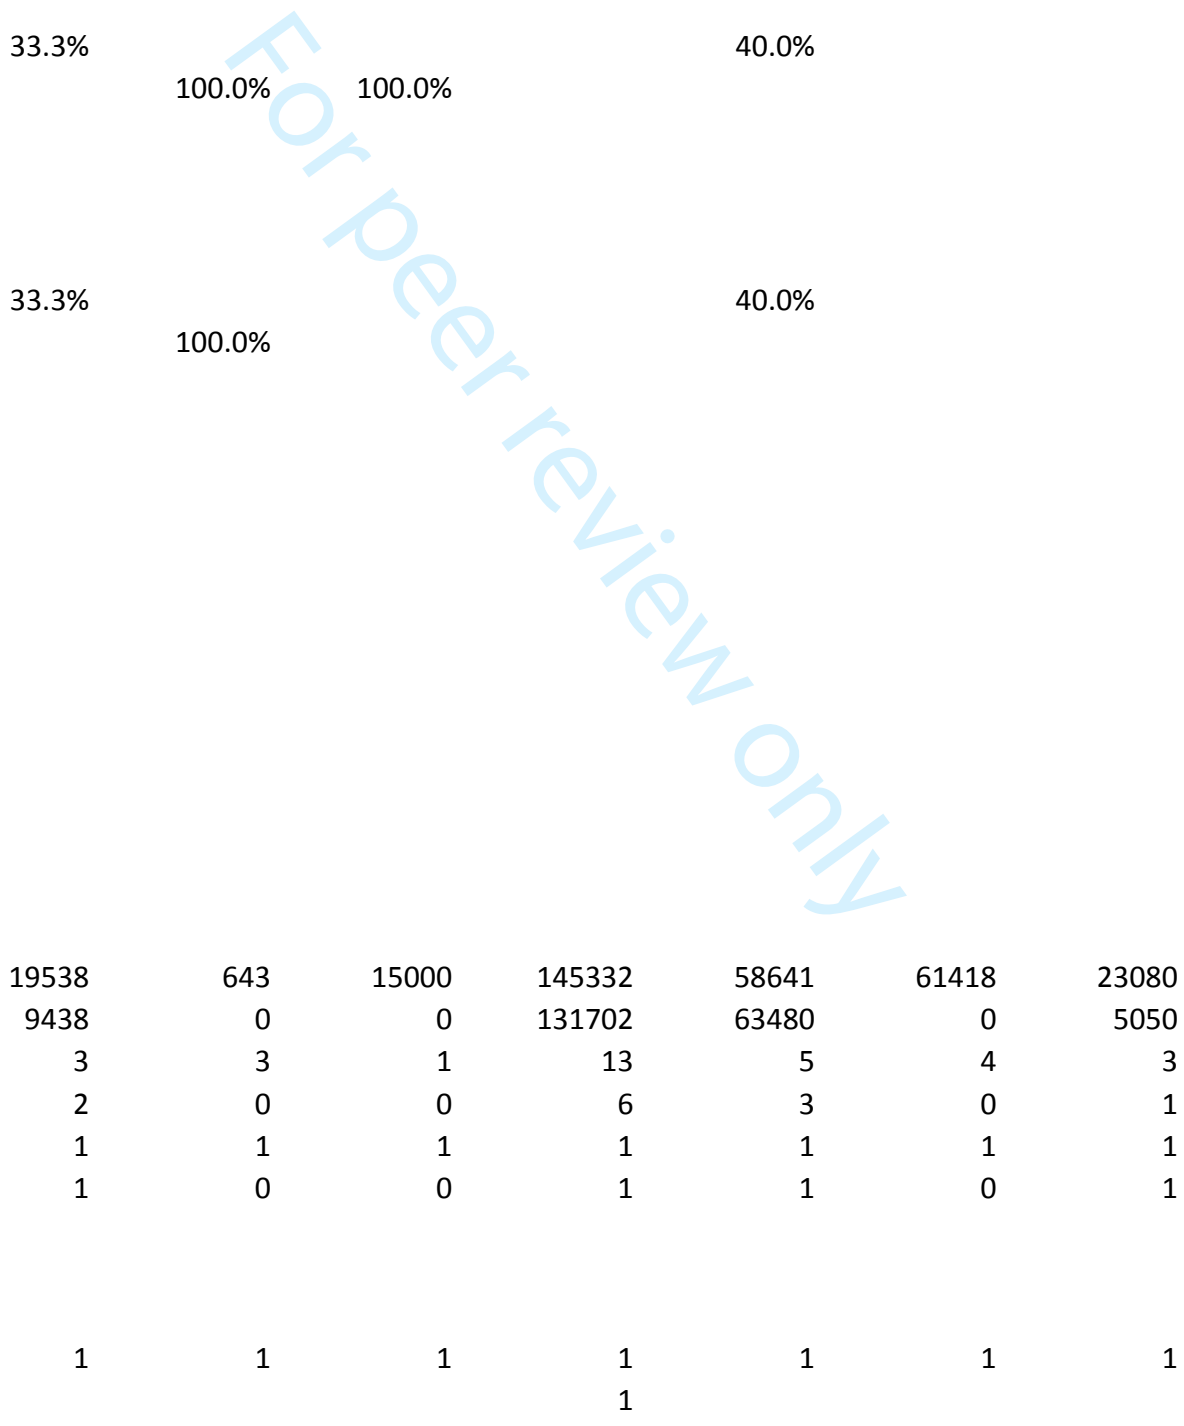 33.3% 40.0%
100.0% 100.0%
33.3% 40.0%
100.0%
For peer review only
19538 643 15000 145332 58641 61418 23080
9438 0 0 131702 63480 0 5050
3 3 1 13 5 4 3
2 0 0 6 3 0 1
1 1 1 1 1 1 1
1 0 0 1 1 0 1
1 1 1 1 1 1 1
1